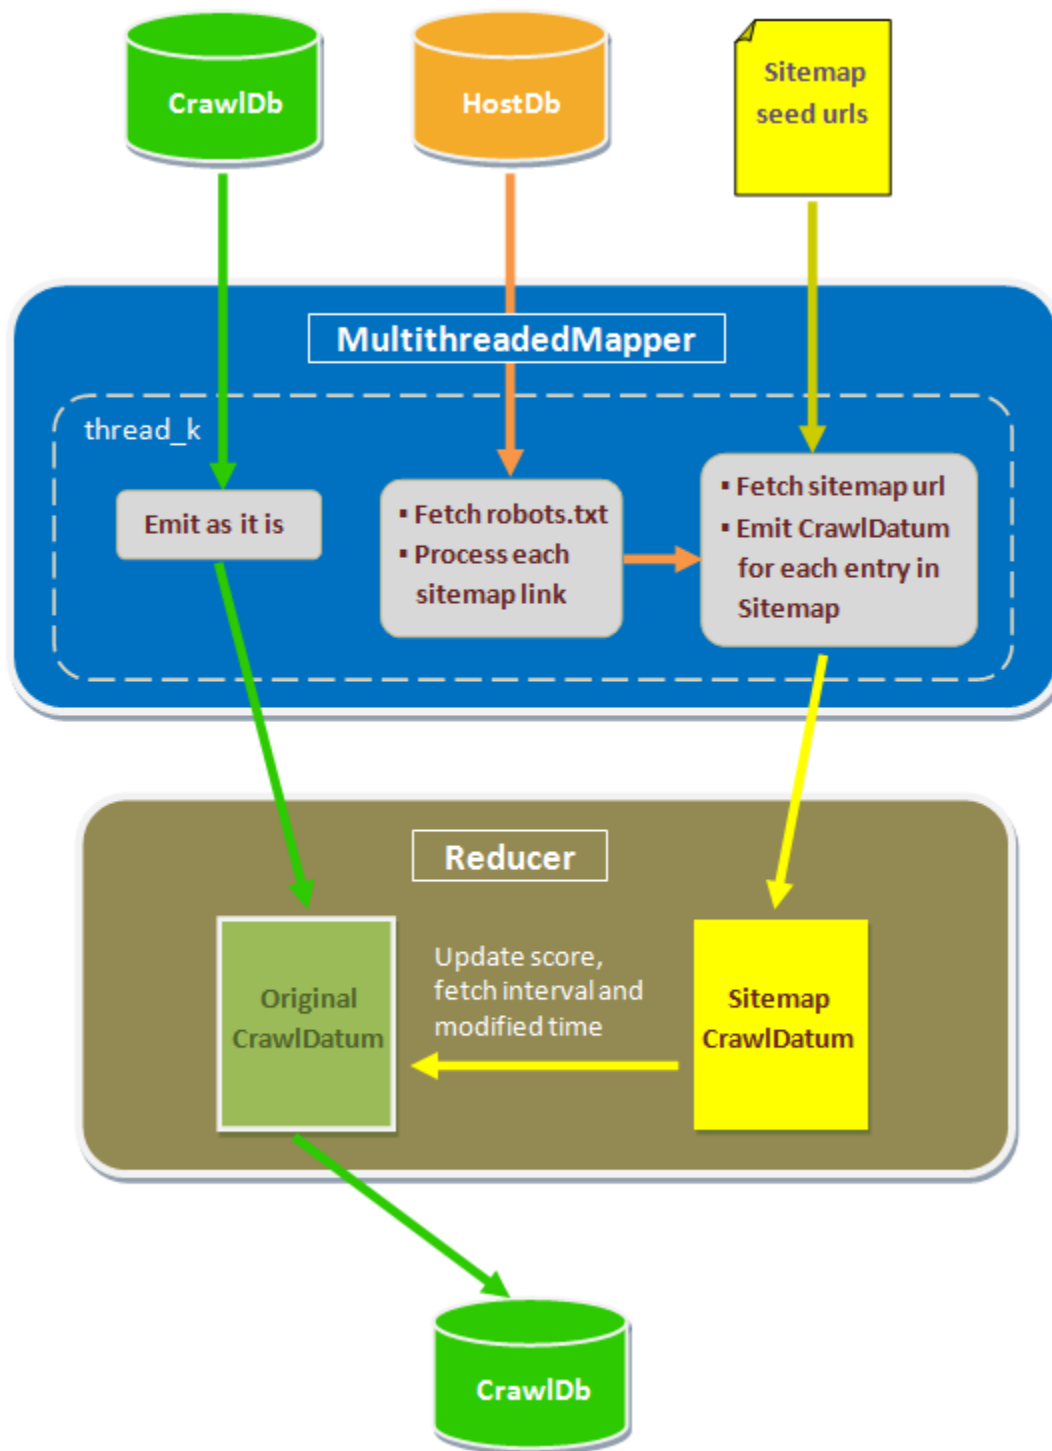 CrawlDb
HostDb
Sitemap
seed urls
MultithreadedMapper
thread_k
Emit as it is
▪ Fetch robots.txt
▪ Process each
sitemap link
▪ Fetch sitemap url
▪ Emit CrawlDatum
for each entry in
Sitemap
Reducer
Original
CrawlDatum
Update score,
fetch interval and
modified time
Sitemap
CrawlDatum
CrawlDb